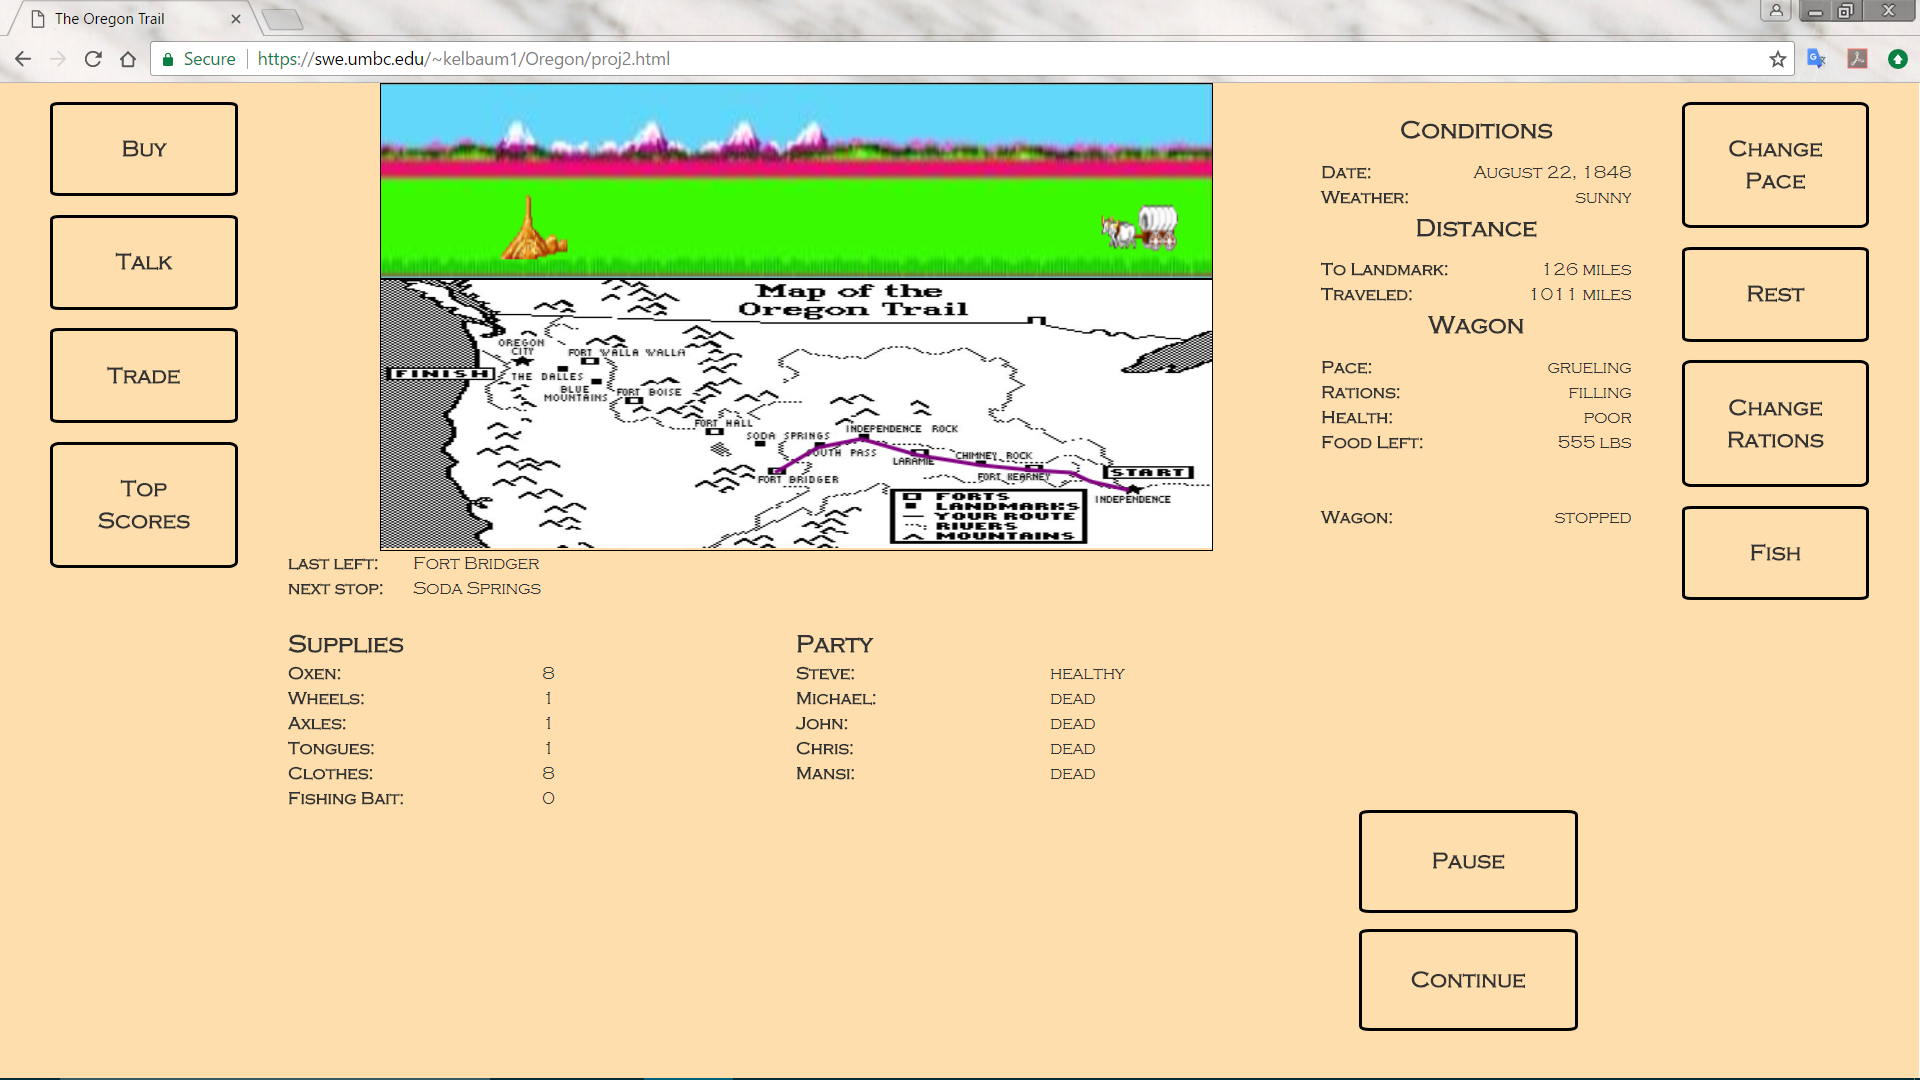 The Oregon Trail
Secure https://swe.umbc.edu/~kelbaum1/Oregon/proj2.html
Buy
Talk
Trade
Top
Scores
Map of the
Oregon Trail
OREGON
CITY
FORT WALLA WALLA
FINISH
THE DALLES
BLUE
MOUNTAINS
FORT BOISE
FORT HALL
SODA SPRINGS
INDEPENDENCE ROCK
SOUTH PASS
LARAMIE
CHIMNEY ROCK
FORT BRIDGER
FORT KEARNEY
START
INDEPENDENCE
FORTS
LANDMARKS
YOUR ROUTE
RIVERS
MOUNTAINS
last left: Fort Bridger
next stop: Soda Springs
Supplies
Oxen: 8
Wheels: 1
Axles: 1
Tongues: 1
Clothes: 8
Fishing Bait: 0
Party
Steve: healthy
Michael: dead
John: dead
Chris: dead
Mansi: dead
Conditions
Date: August 22, 1848
Weather: sunny
Distance
To Landmark: 126 miles
Traveled: 1011 miles
Wagon
Pace: grueling
Rations: filling
Health: poor
Food Left: 555 lbs
Wagon: stopped
Change
Pace
Rest
Change
Rations
Fish
Pause
Continue